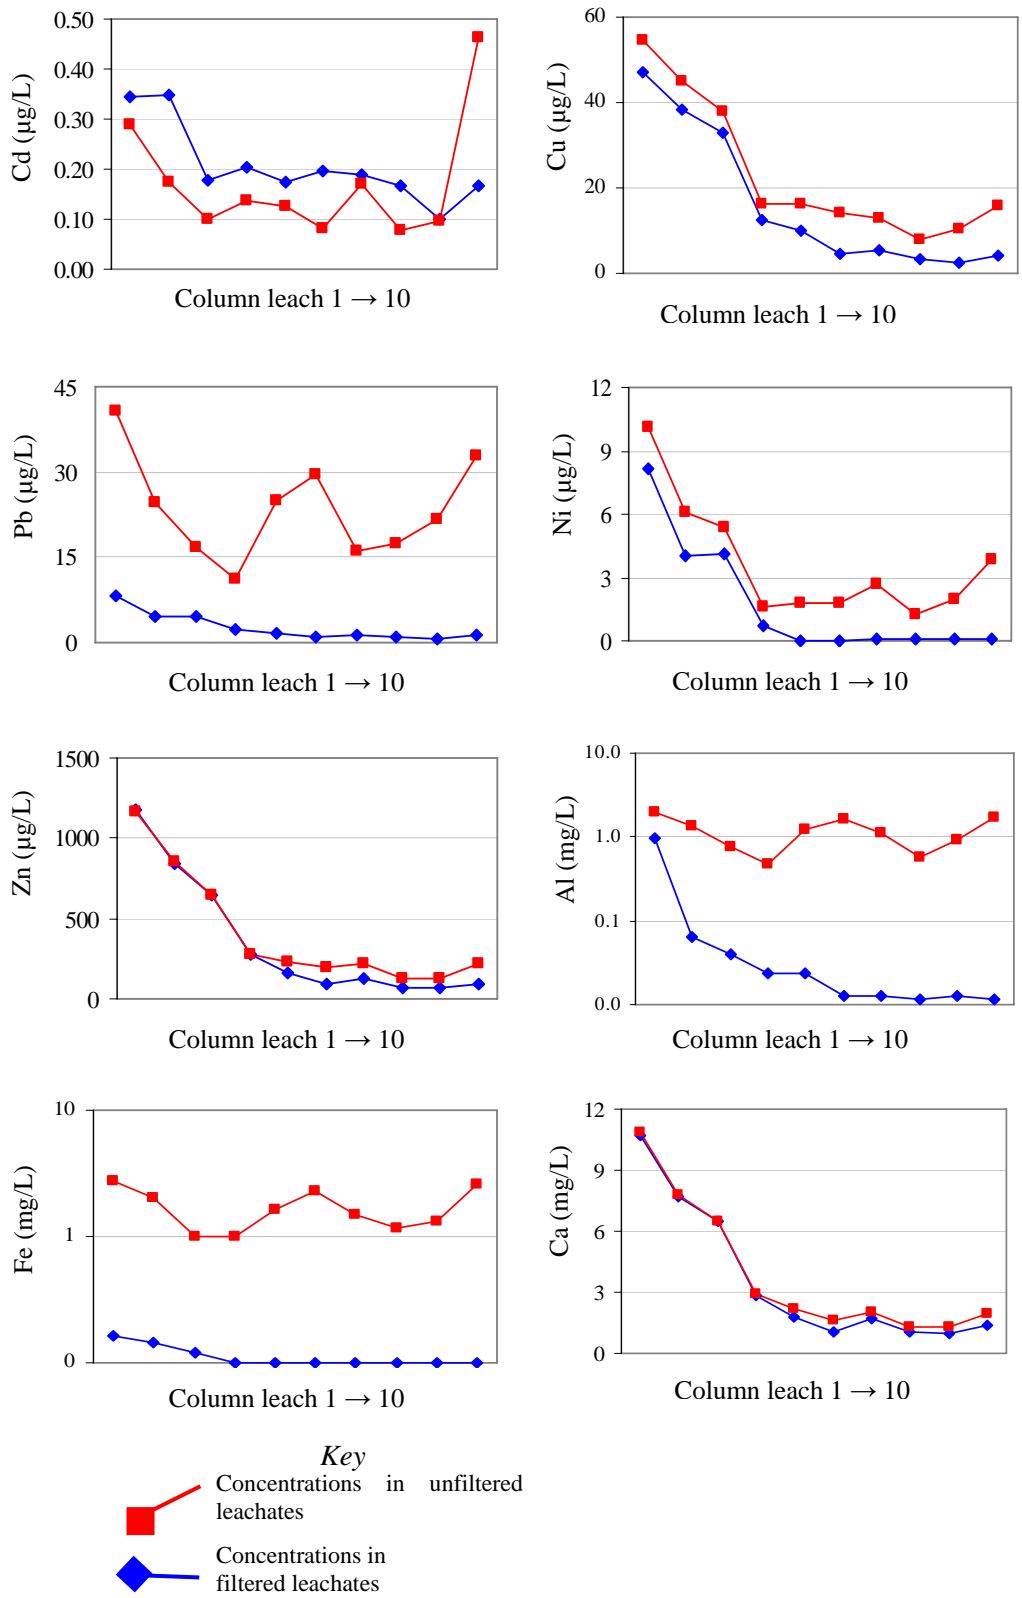 0.50
0.40
0.30
0.20
0.10
0.00
Cd (µg/L)
Column leach 1 → 10
60
40
20
0
Cu (µg/L)
Column leach 1 → 10
45
30
15
0
Pb (µg/L)
Column leach 1 → 10
12
9
6
3
0
Ni (µg/L)
Column leach 1 → 10
1500
1000
500
0
Zn (µg/L)
Column leach 1 → 10
10.0
1.0
0.1
0.0
Al (mg/L)
Column leach 1 → 10
10
1
0
Fe (mg/L)
Column leach 1 → 10
12
9
6
3
0
Ca (mg/L)
Column leach 1 → 10
Key
Concentrations in unfiltered
leachates
Concentrations in
filtered leachates